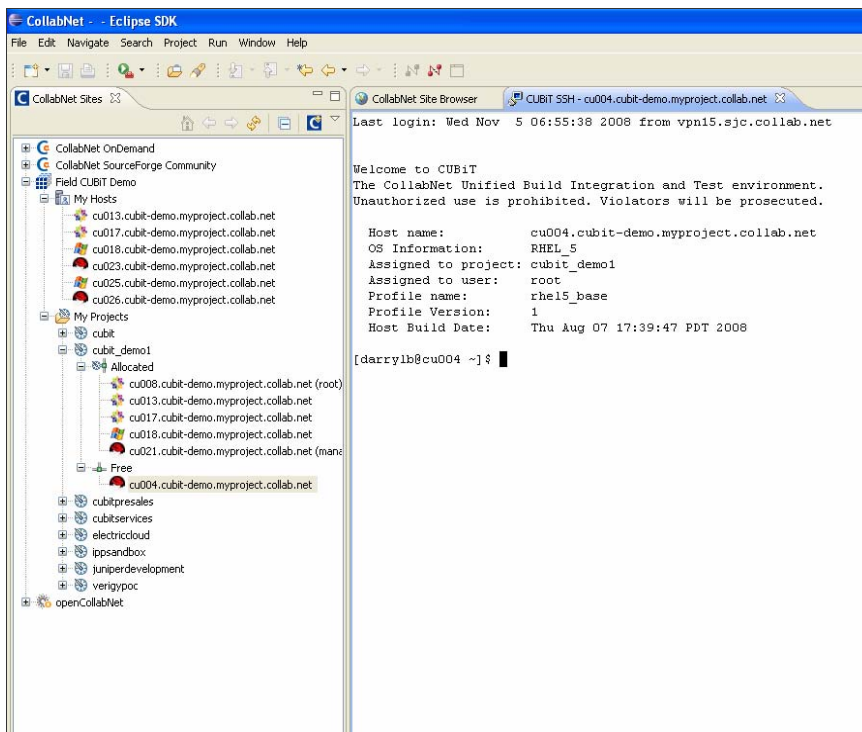 CollabNet - - Eclipse SDK
File Edit Navigate Search Project Run Window Help
CollabNet Sites
CollabNet OnDemand
CollabNet SourceForge Community
Field CUBiT Demo
My Hosts
cu013.cubit-demo.myproject.collab.net
cu017.cubit-demo.myproject.collab.net
cu018.cubit-demo.myproject.collab.net
cu023.cubit-demo.myproject.collab.net
cu025.cubit-demo.myproject.collab.net
cu026.cubit-demo.myproject.collab.net
My Projects
cubit
cubit_demo1
Allocated
cu008.cubit-demo.myproject.collab.net (root)
cu013.cubit-demo.myproject.collab.net
cu017.cubit-demo.myproject.collab.net
cu018.cubit-demo.myproject.collab.net
cu021.cubit-demo.myproject.collab.net (mana
Free
cu004.cubit-demo.myproject.collab.net
cubitpresales
cubitservices
electriccloud
ippsandbox
juniperdevelopment
verigypoc
openCollabNet
CollabNet Site Browser
CUBiT SSH - cu004.cubit-demo.myproject.collab.net
Last login: Wed Nov  5 06:55:38 2008 from vpn15.sjc.collab.net
Welcome to CUBiT
The CollabNet Unified Build Integration and Test environment.
Unauthorized use is prohibited. Violators will be prosecuted.
Host name: cu004.cubit-demo.myproject.collab.net
OS Information: RHEL_5
Assigned to project: cubit_demo1
Assigned to user: root
Profile name: rhel5_base
Profile Version: 1
Host Build Date: Thu Aug 07 17:39:47 PDT 2008
[darrylb@cu004 ~]$